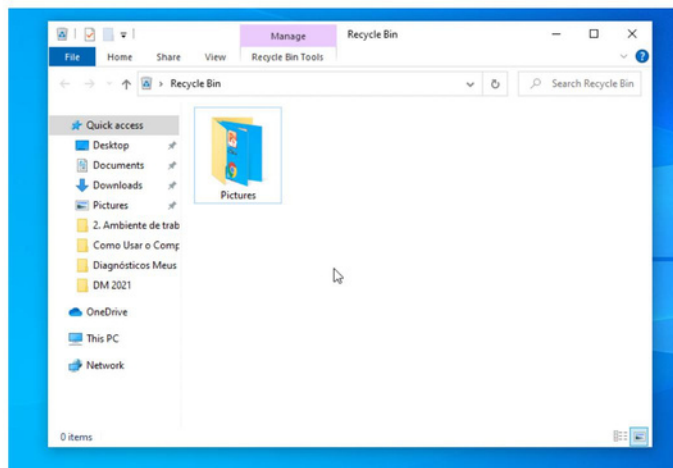 Manage
Recycle Bin
File
Home
Share
View
Recycle Bin Tools
Recycle Bin
Search Recycle Bin
Quick access
Desktop
Documents
Downloads
Pictures
2. Ambiente de trab
Como Usar o Comp
Diagnósticos Meus
DM 2021
OneDrive
This PC
Network
Pictures
0 items